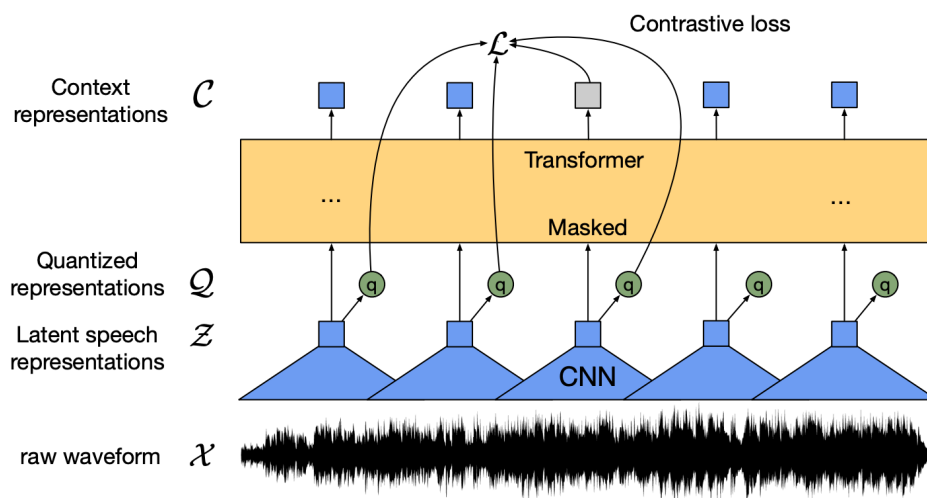 Contrastive loss
ℒ
Context
representations
𝒞
Transformer
...
...
Masked
Quantized
representations
𝒬
q
q
q
q
q
Latent speech
representations
𝒵
CNN
raw waveform
𝒳